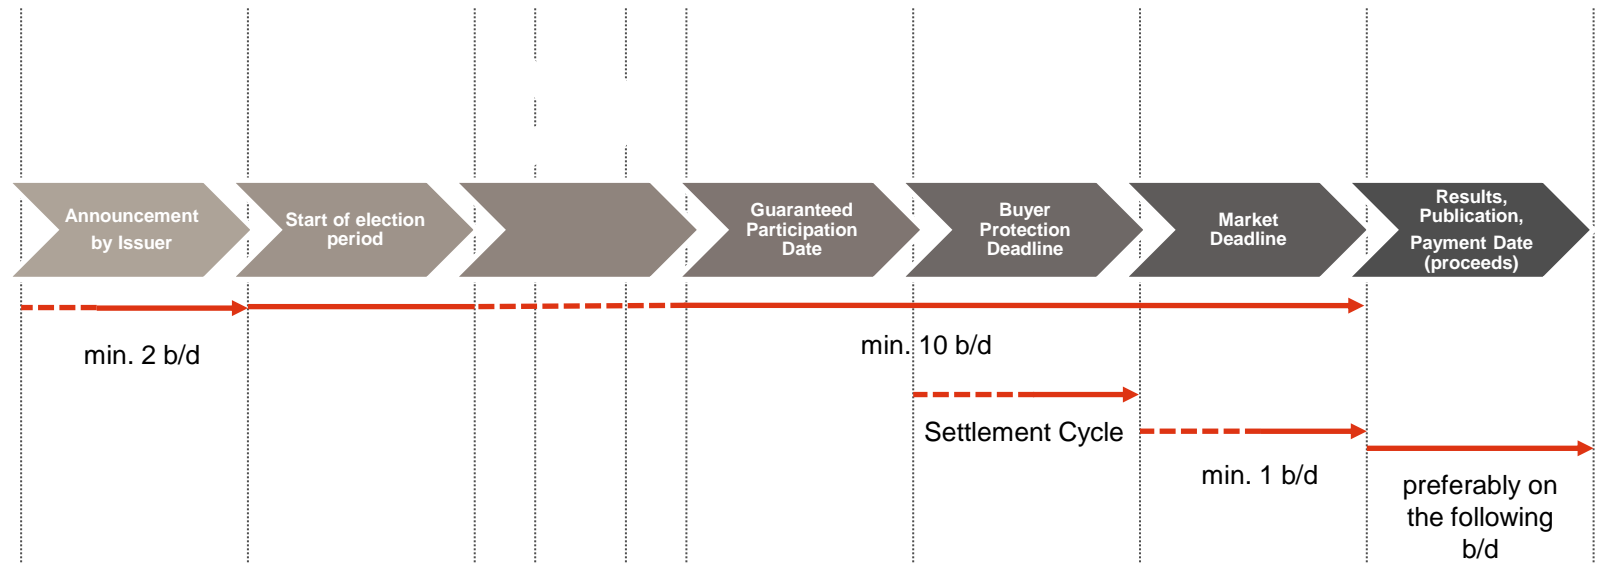 Announcement
by Issuer
Start of election
period
Guaranteed
Participation
Date
Buyer
Protection
Deadline
Market
Deadline
Results,
Publication,
Payment Date
(proceeds)
min. 2 b/d
min. 10 b/d
Settlement Cycle
min. 1 b/d
preferably on
the following
b/d